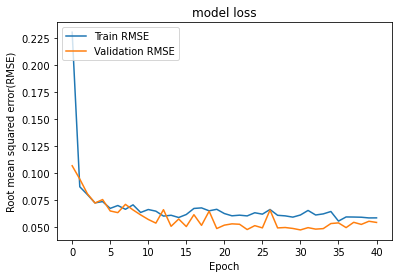 model loss
Train RMSE
Validation RMSE
Root mean squared error(RMSE)
0.225
0.200
0.175
0.150
0.125
0.100
0.075
0.050
0 5 10 15 20 25 30 35 40
Epoch